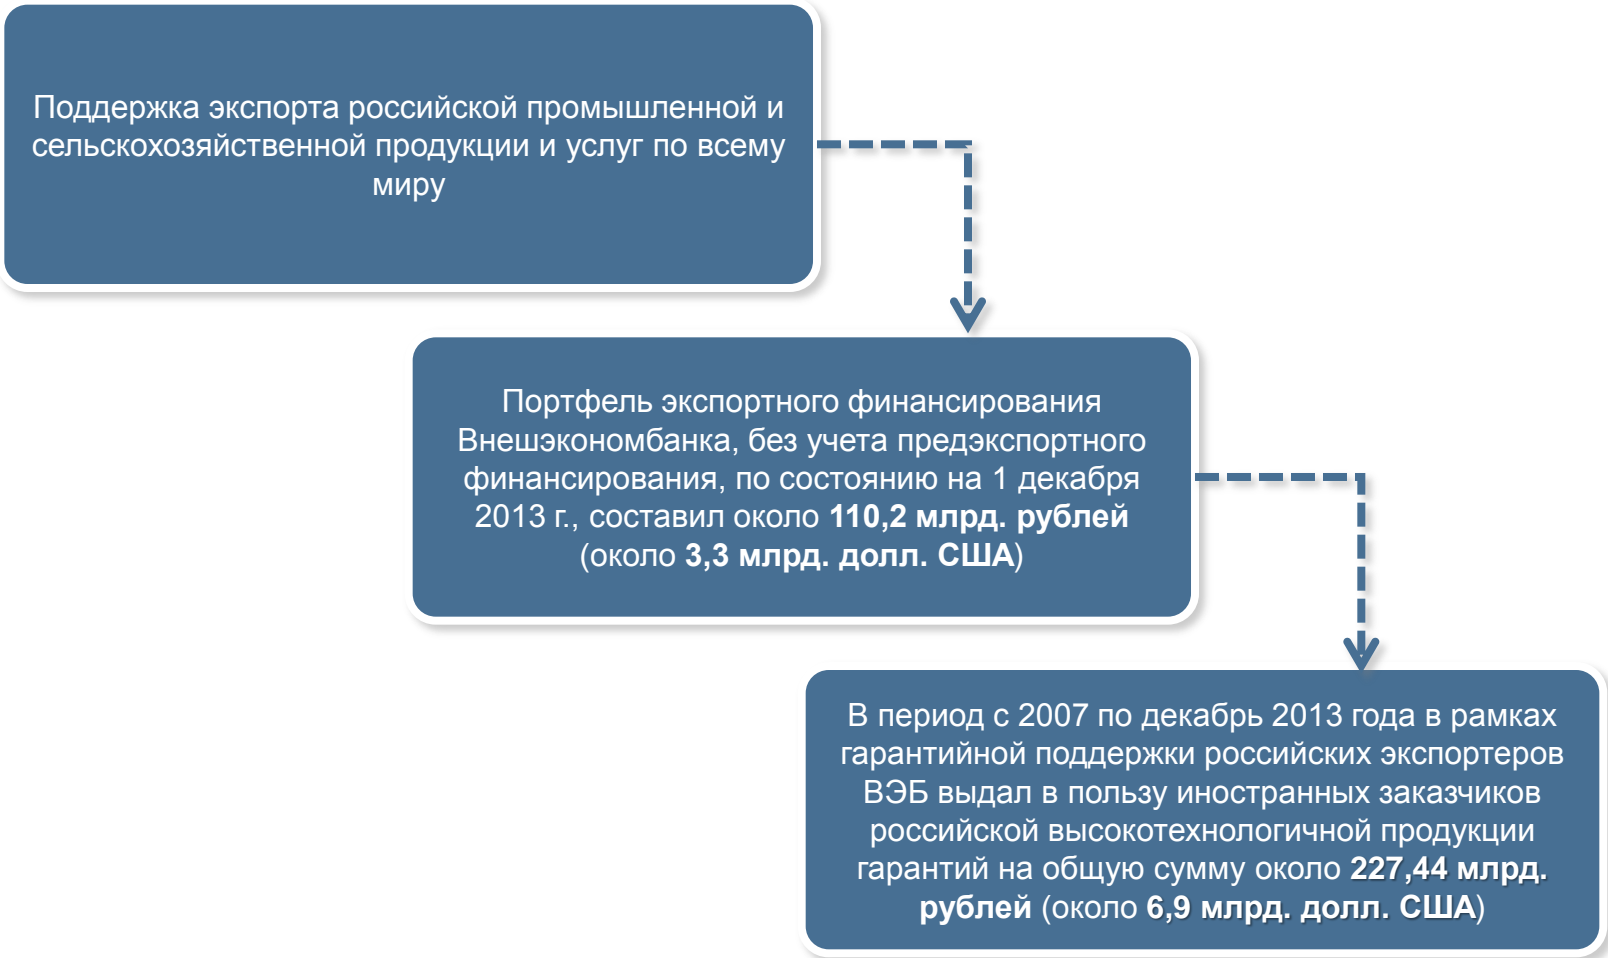 Поддержка экспорта российской промышленной и
сельскохозяйственной продукции и услуг по всему
миру
Портфель экспортного финансирования
Внешэкономбанка, без учета предэкспортного
финансирования, по состоянию на 1 декабря
2013 г., составил около 110,2 млрд. рублей
(около 3,3 млрд. долл. США)
В период с 2007 по декабрь 2013 года в рамках
гарантийной поддержки российских экспортеров
ВЭБ выдал в пользу иностранных заказчиков
российской высокотехнологичной продукции
гарантий на общую сумму около 227,44 млрд.
рублей (около 6,9 млрд. долл. США)